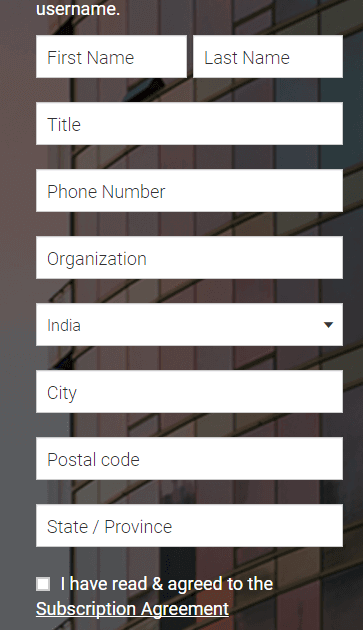 username.
First Name
Last Name
Title
Phone Number
Organization
India
City
Postal code
State / Province
I have read & agreed to the
Subscription Agreement